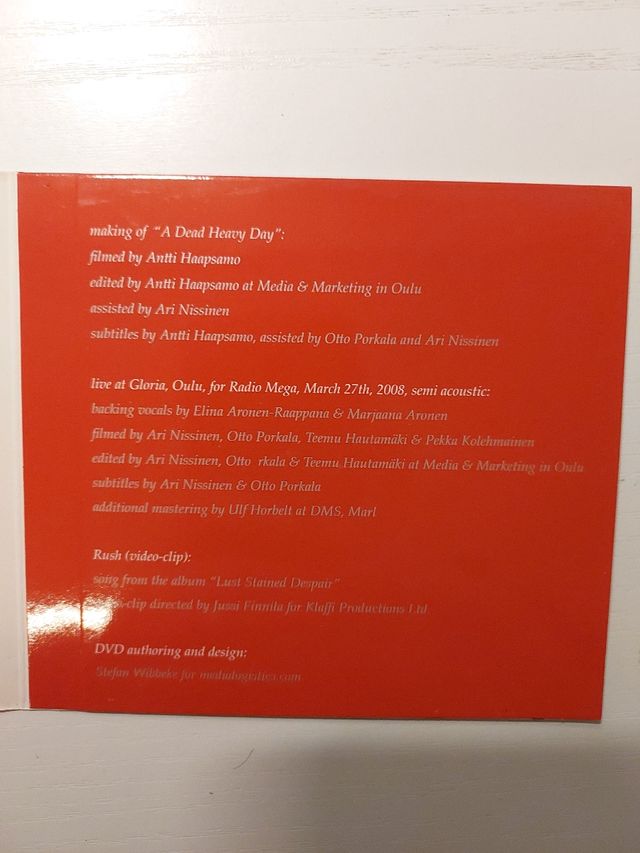 making of "A Dead Heavy Day":
filmed by Antti Haapsamo
edited by Antti Haapsamo at Media & Marketing in Oulu
assisted by Ari Nissinen
subtitles by Antti Haapsamo, assisted by Otto Porkala and Ari Nissinen
live at Gloria, Oulu, for Radio Mega, March 27th, 2008, semi acoustic:
backing vocals by Elina Aronen-Raappana & Marjaana Aronen
filmed by Ari Nissinen, Otto Porkala, Teemu Hautamäki & Pekka Kolehmainen
edited by Ari Nissinen, Otto rkala & Teemu Hautamäki at Media & Marketing in Oulu
subtitles by Ari Nissinen & Otto Porkala
additional mastering by Ulf Horbelt at DMS, Marl
Rush (video-clip):
song from the album "Lust Stained Despair"
-clip directed by Jussi Finnila for Klaffi Productions Ltd.
DVD authoring and design:
Stefan Wibbeke for medialogistics.com